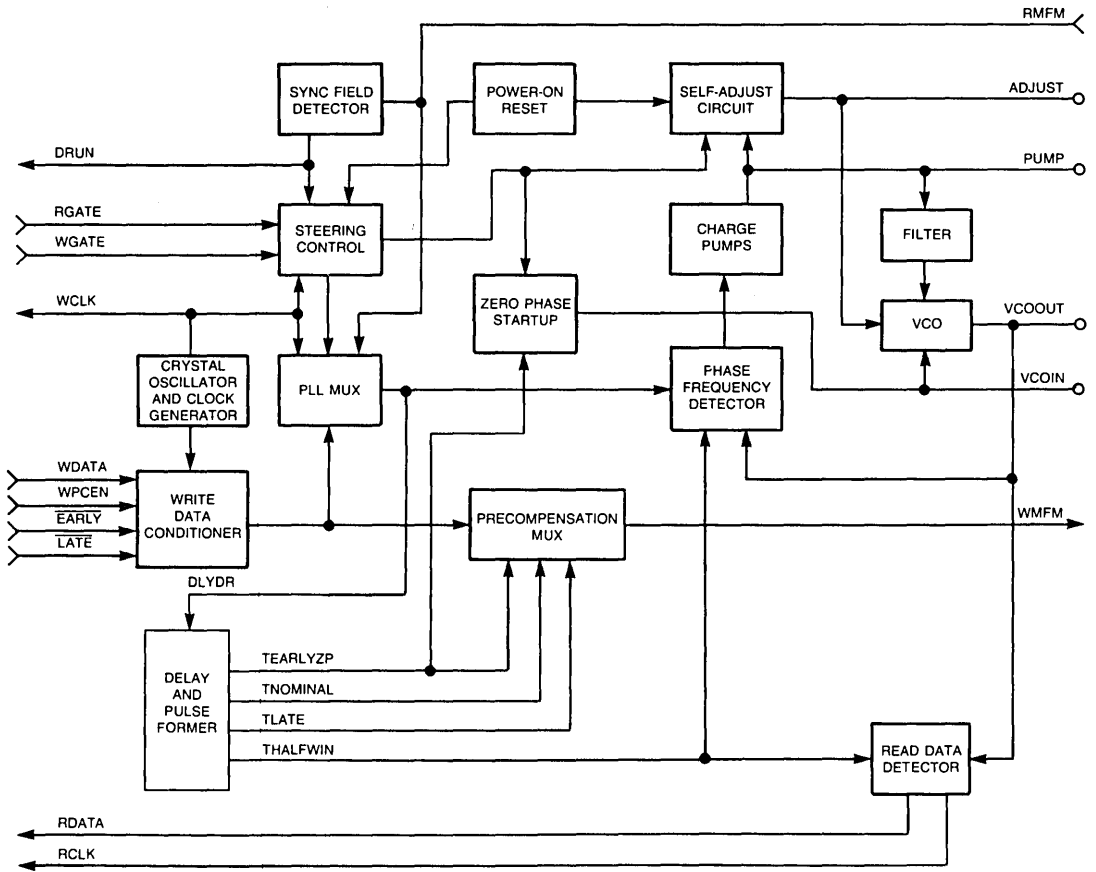 RMFM
SYNC FIELD
DETECTOR
POWER-ON
RESET
SELF-ADJUST
CIRCUIT
ADJUST
DRUN
PUMP
RGATE
WGATE
STEERING
CONTROL
CHARGE
PUMPS
FILTER
WCLK
ZERO PHASE
STARTUP
VCO
VCOOUT
CRYSTAL
OSCILLATOR
AND CLOCK
GENERATOR
PLL MUX
PHASE
FREQUENCY
DETECTOR
VCOIN
WDATA
WPCEN
EARLY
LATE
WRITE
DATA
CONDITIONER
PRECOMPENSATION
MUX
WMFM
DLYDR
DELAY
AND
PULSE
FORMER
TEARLYZP
TNOMINAL
TLATE
THALFWIN
READ DATA
DETECTOR
RDATA
RCLK